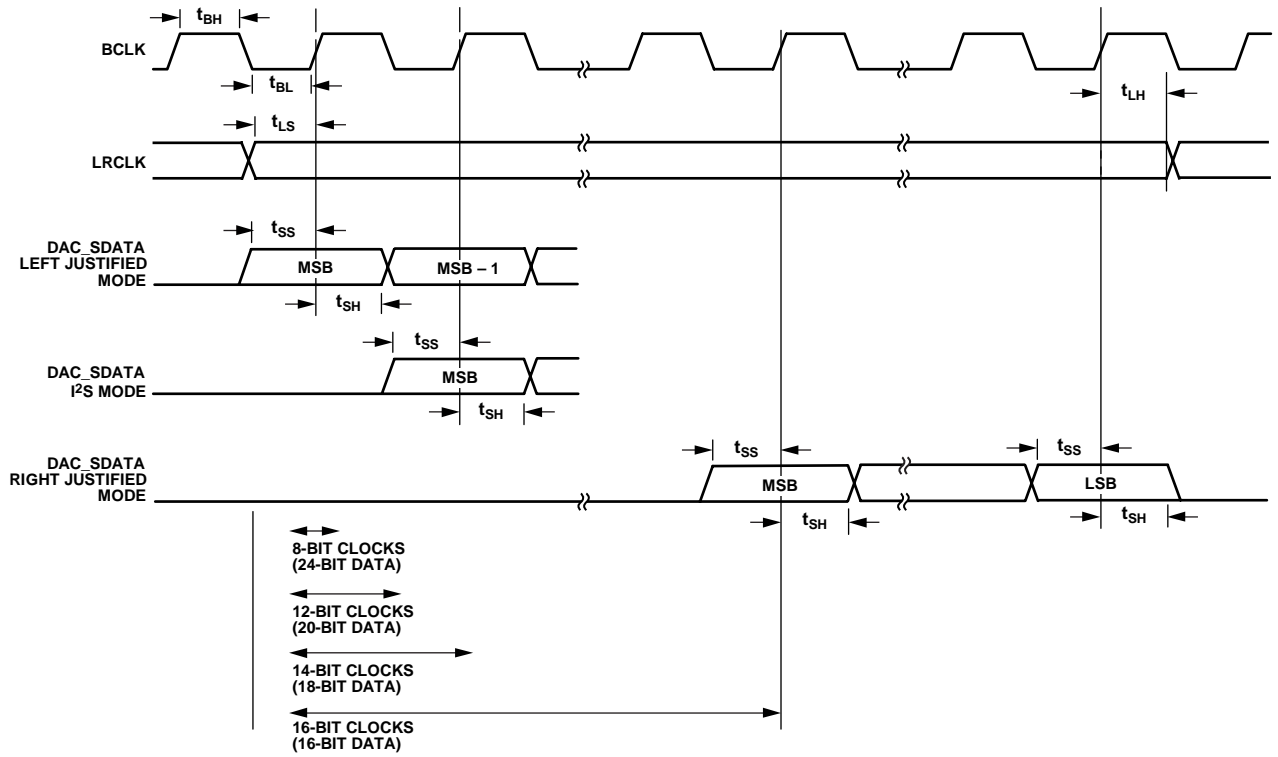 tBH
BCLK
tBL
tLH
tLS
LRCLK
tSS
DAC_SDATA
LEFT JUSTIFIED
MODE
MSB
MSB – 1
tSH
tSS
DAC_SDATA
I2S MODE
MSB
tSH
DAC_SDATA
RIGHT JUSTIFIED
MODE
tSS
tSS
MSB
LSB
tSH
tSH
8-BIT CLOCKS
(24-BIT DATA)
12-BIT CLOCKS
(20-BIT DATA)
14-BIT CLOCKS
(18-BIT DATA)
16-BIT CLOCKS
(16-BIT DATA)